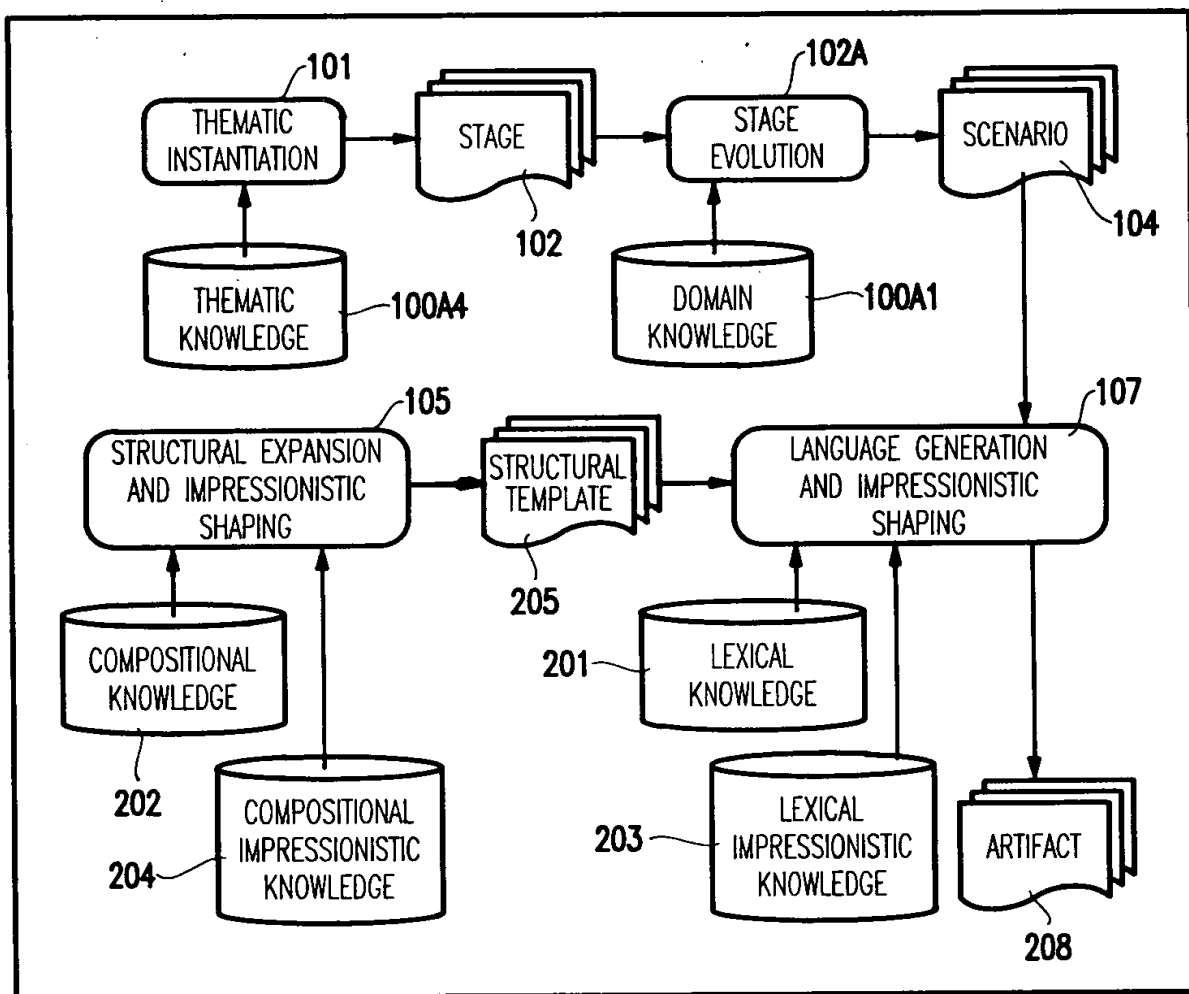 101
THEMATIC
INSTANTIATION
STAGE
102
102A
STAGE
EVOLUTION
SCENARIO
104
THEMATIC
KNOWLEDGE
100A4
DOMAIN
KNOWLEDGE
100A1
105
STRUCTURAL EXPANSION
AND IMPRESSIONISTIC
SHAPING
STRUCTURAL
TEMPLATE
205
107
LANGUAGE GENERATION
AND IMPRESSIONISTIC
SHAPING
COMPOSITIONAL
KNOWLEDGE
202
COMPOSITIONAL
IMPRESSIONISTIC
KNOWLEDGE
204
201
LEXICAL
KNOWLEDGE
203
LEXICAL
IMPRESSIONISTIC
KNOWLEDGE
ARTIFACT
208